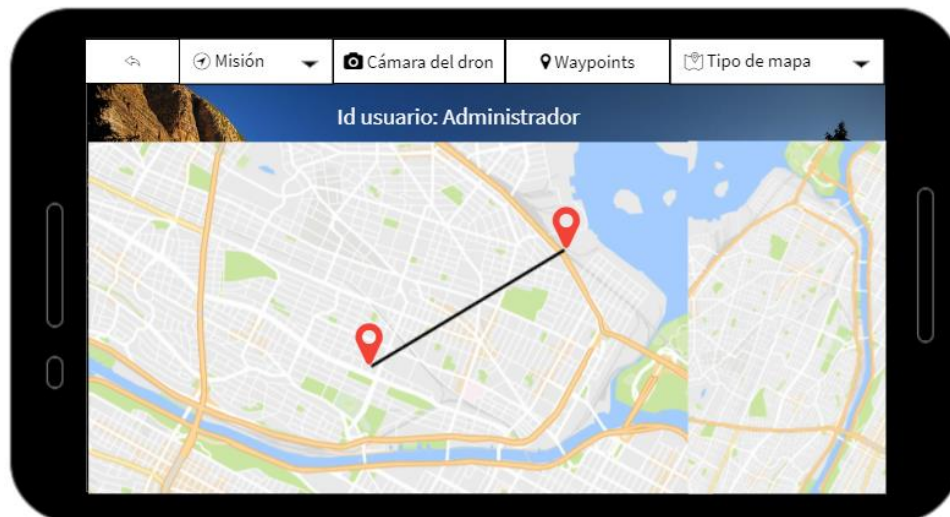 Misión
Cámara del dron
Waypoints
Tipo de mapa
Id usuario: Administrador